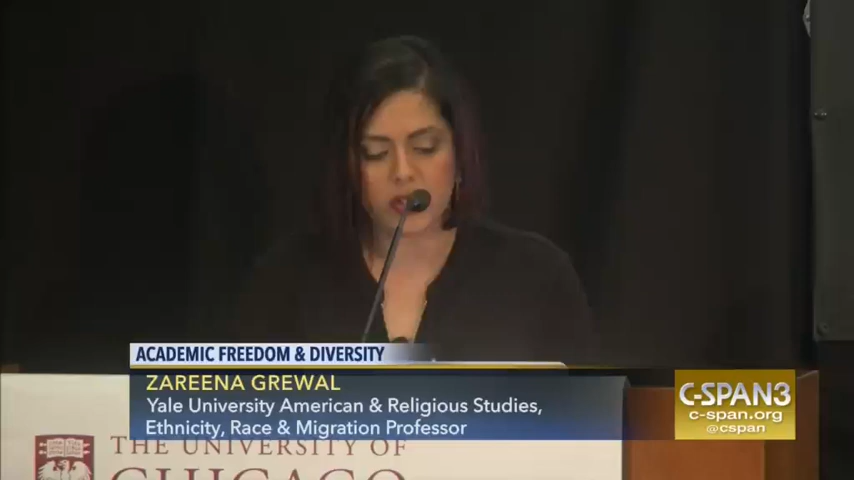 ACADEMIC FREEDOM & DIVERSITY
ZAREENA GREWAL
Yale University American & Religious Studies,
Ethnicity, Race & Migration Professor
C-SPAN3
c-span.org
@cspan
THE UNIVERSITY OF
CHICAGO